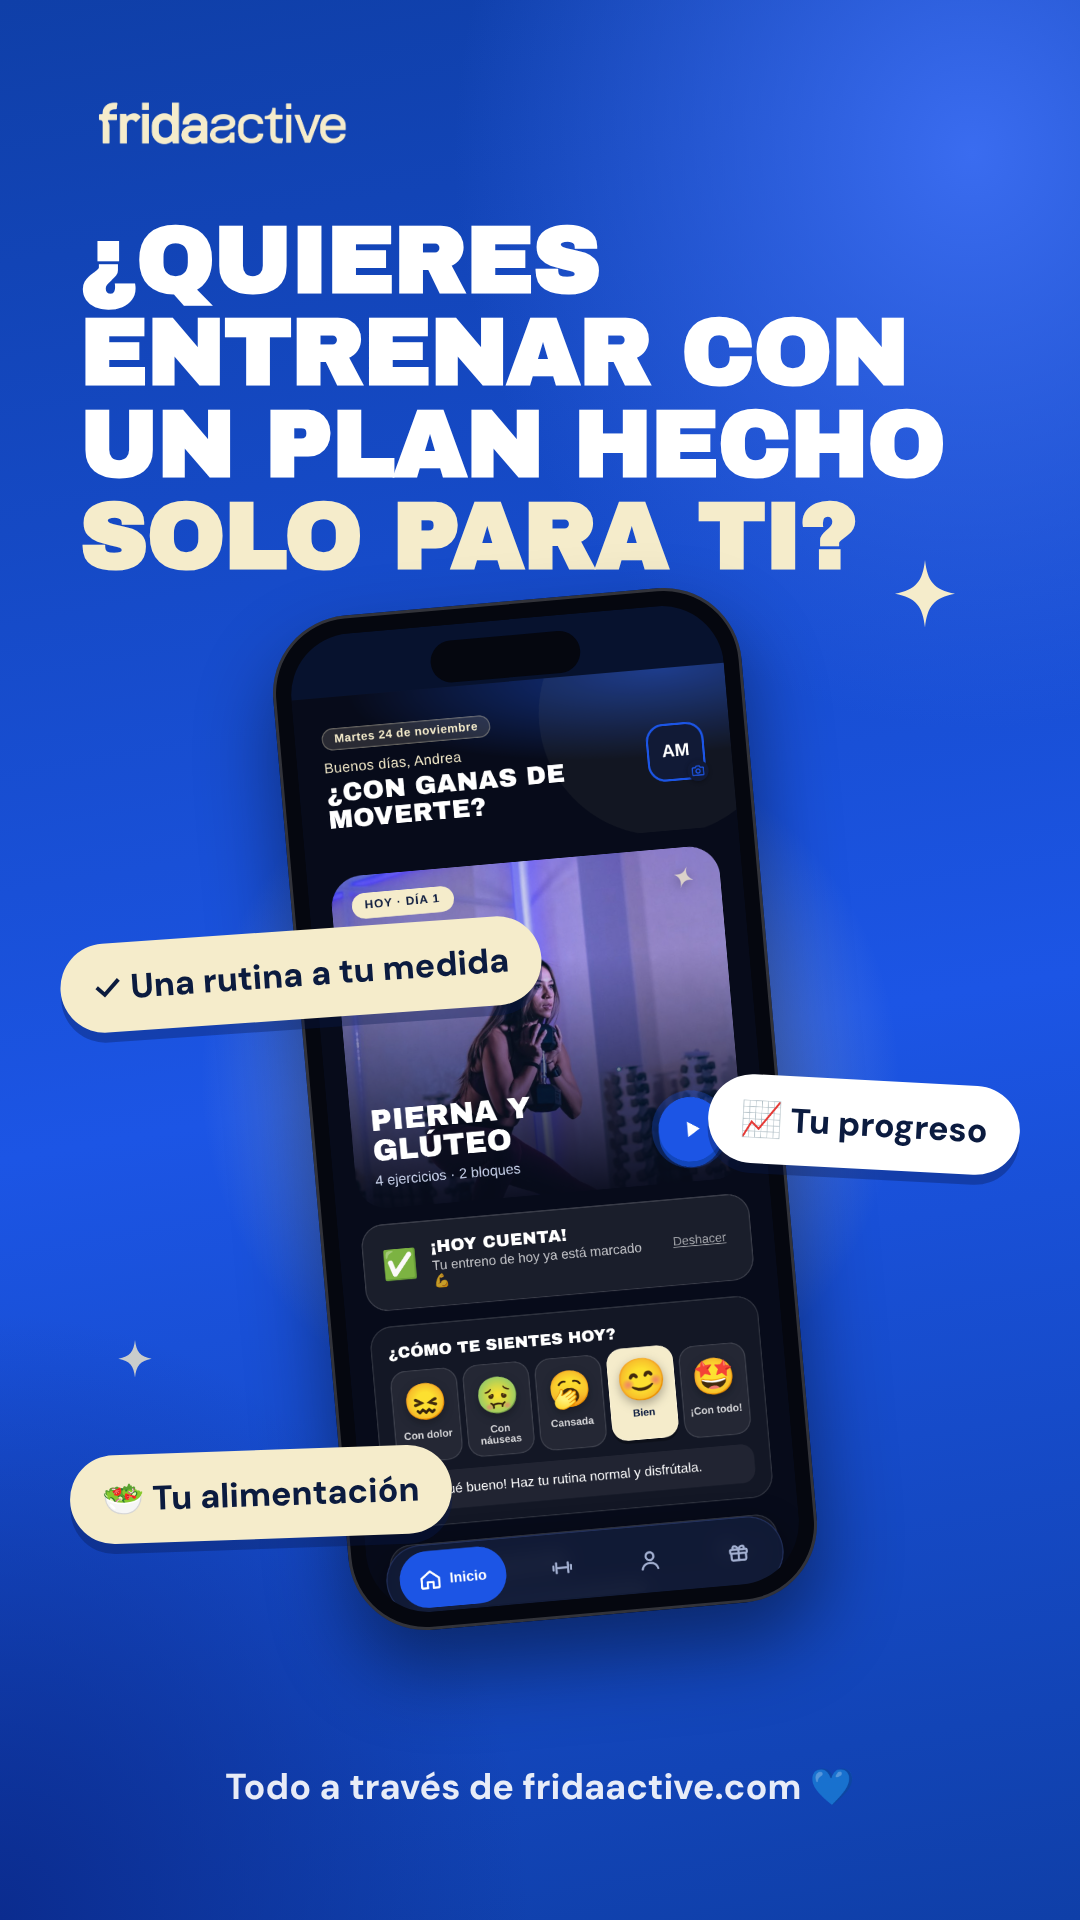 fridaactive
¿QUIERES
ENTRENAR CON
UN PLAN HECHO
SOLO PARA TI?
Martes 24 de noviembre
Buenos días, Andrea
¿CON GANAS DE
MOVERTE?
AM
HOY · DÍA 1
✓ Una rutina a tu medida
PIERNA Y
GLÚTEO
4 ejercicios · 2 bloques
📈 Tu progreso
✅ ¡HOY CUENTA!
Tu entreno de hoy ya está marcado
💪
Deshacer
¿CÓMO TE SIENTES HOY?
😖 Con dolor
🤢 Con
náuseas
🥱 Cansada
😊 Bien
🤩 ¡Con todo!
bueno! Haz tu rutina normal y disfrútala.
🥗 Tu alimentación
Inicio
Todo a través de fridaactive.com 💙